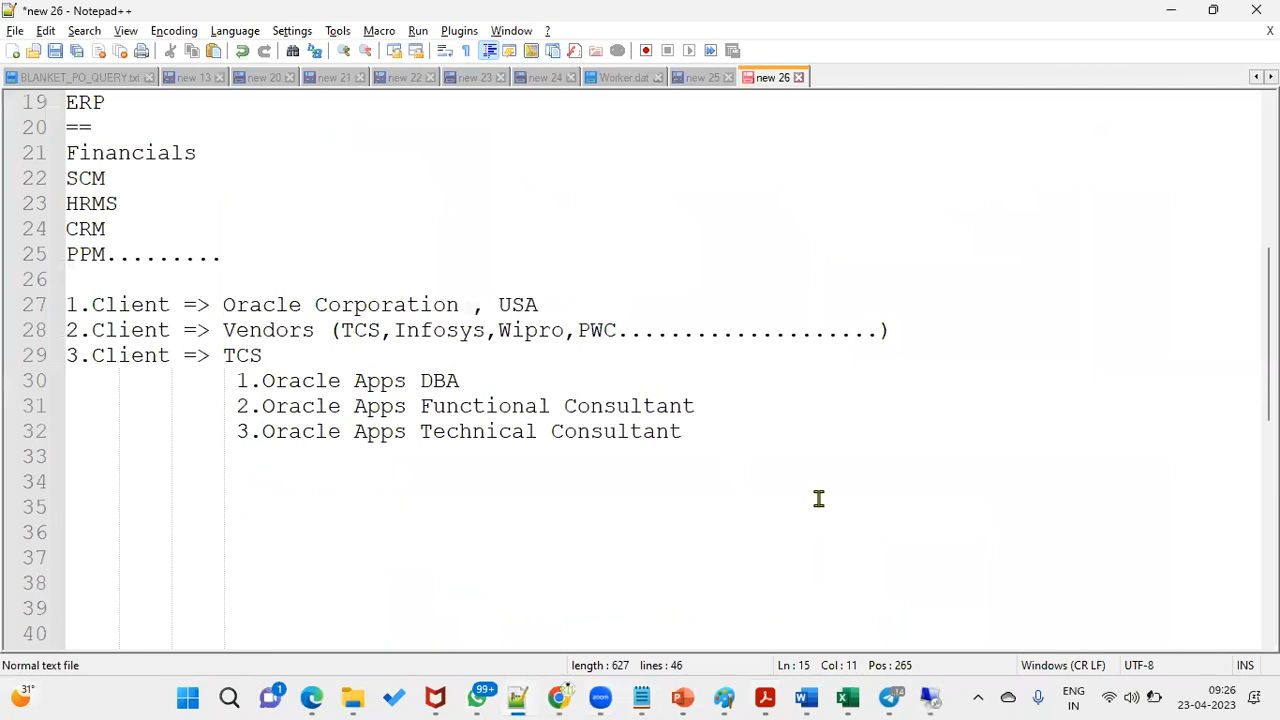 *new 26 - Notepad++
File Edit Search View Encoding Language Settings Tools Macro Run Plugins Window ?
new 13 new 20 new 21 new 22 new 23 new 24 Worker.dat new 25 new 26
19 ERP
20 ==
21 Financials
22 SCM
23 HRMS
24 CRM
25 PPM.........
26
27 1.Client => Oracle Corporation , USA
28 2.Client => Vendors (TCS,Infosys,Wipro,PWC....................)
29 3.Client => TCS
30 1.Oracle Apps DBA
31 2.Oracle Apps Functional Consultant
32 3.Oracle Apps Technical Consultant
33
34
35
36
37
38
39
40
Normal text file length : 627 lines : 46 Ln : 15 Col : 11 Pos : 265 Windows (CR LF) UTF-8 INS
31° 1 99+ 14 ENG 09:26
IN 23-04-2023